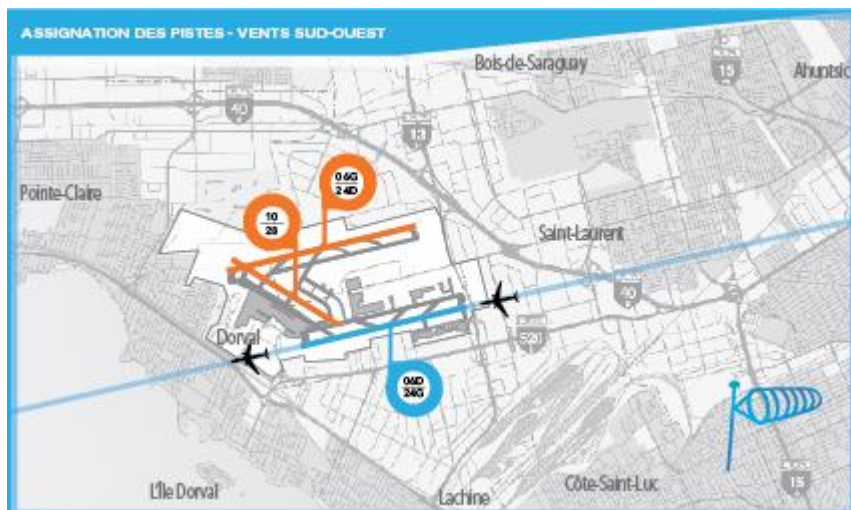 ASSIGNATION DES PISTES - VENTS SUD-OUEST
Bois-de-Saraguay
15
Ahuntsic
40
13
Pointe-Claire
06G
24D
10
28
Saint-Laurent
Dorval
520
06D
24G
L'Île Dorval
Lachine
Côte-Saint-Luc
15